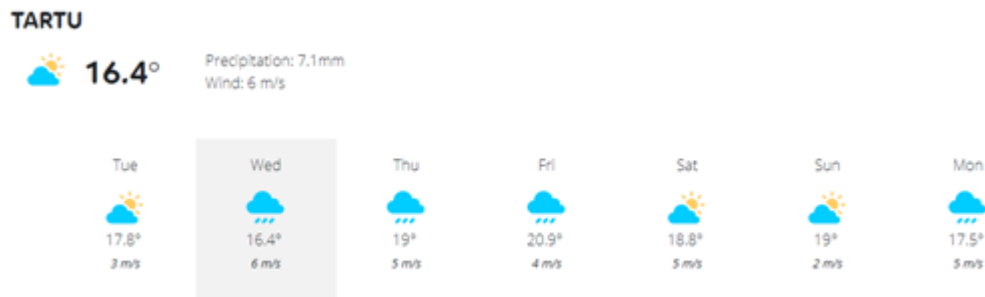 TARTU
16.4°
Precipitation: 7.1mm
Wind: 6 m/s
Tue Wed Thu Fri Sat Sun Mon
17.8° 16.4° 19° 20.9° 18.8° 19° 17.5°
3 m/s 6 m/s 5 m/s 4 m/s 5 m/s 2 m/s 5 m/s